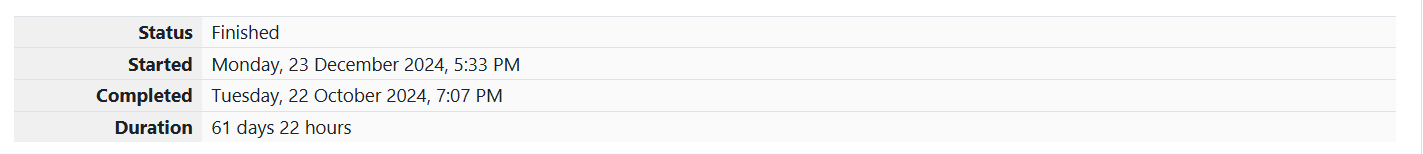 Status Finished
Started Monday, 23 December 2024, 5:33 PM
Completed Tuesday, 22 October 2024, 7:07 PM
Duration 61 days 22 hours